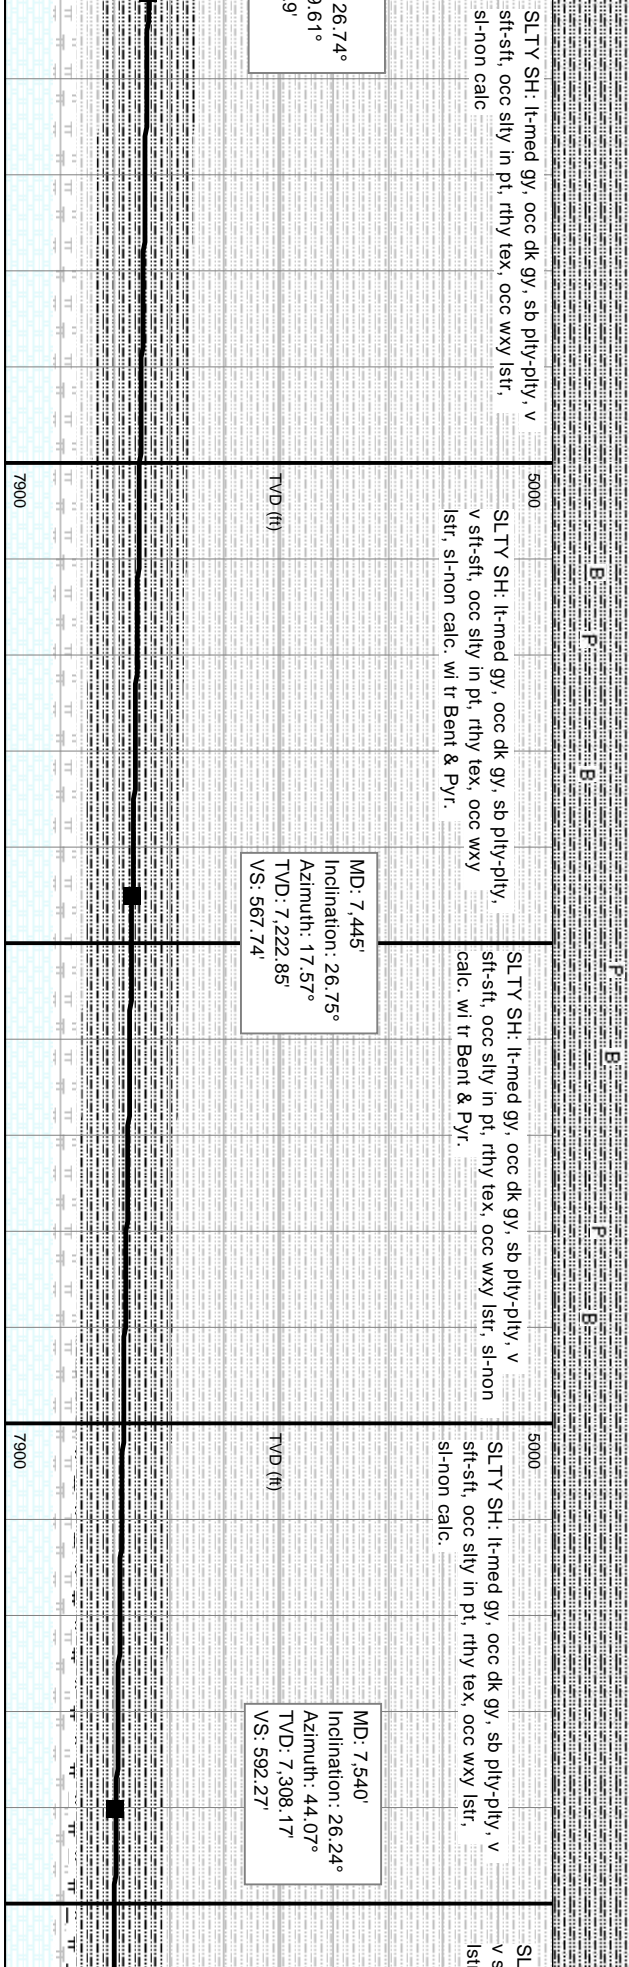 26.74°
9.61°
.9'
SLTY SH: lt-med gy, occ dk gy, sb plty-plty, v
sft-sft, occ slty in pt, rthy tex, occ wxy lstr,
sl-non calc
5000
TVD (ft)
7900
SLTY SH: lt-med gy, occ dk gy, sb plty-plty,
v sft-sft, occ slty in pt, rthy tex, occ wxy
lstr, sl-non calc. wi tr Bent & Pyr.
B
P
B
MD: 7,445'
Inclination: 26.75°
Azimuth: 17.57°
TVD: 7,222.85'
VS: 567.74'
SLTY SH: lt-med gy, occ dk gy, sb plty-plty, v
sft-sft, occ slty in pt, rthy tex, occ wxy lstr, sl-non
calc. wi tr Bent & Pyr.
P
B
P
B
5000
TVD (ft)
7900
SLTY SH: lt-med gy, occ dk gy, sb plty-plty, v
sft-sft, occ slty in pt, rthy tex, occ wxy lstr,
sl-non calc.
MD: 7,540'
Inclination: 26.24°
Azimuth: 44.07°
TVD: 7,308.17'
VS: 592.27'
SL
v s
lst